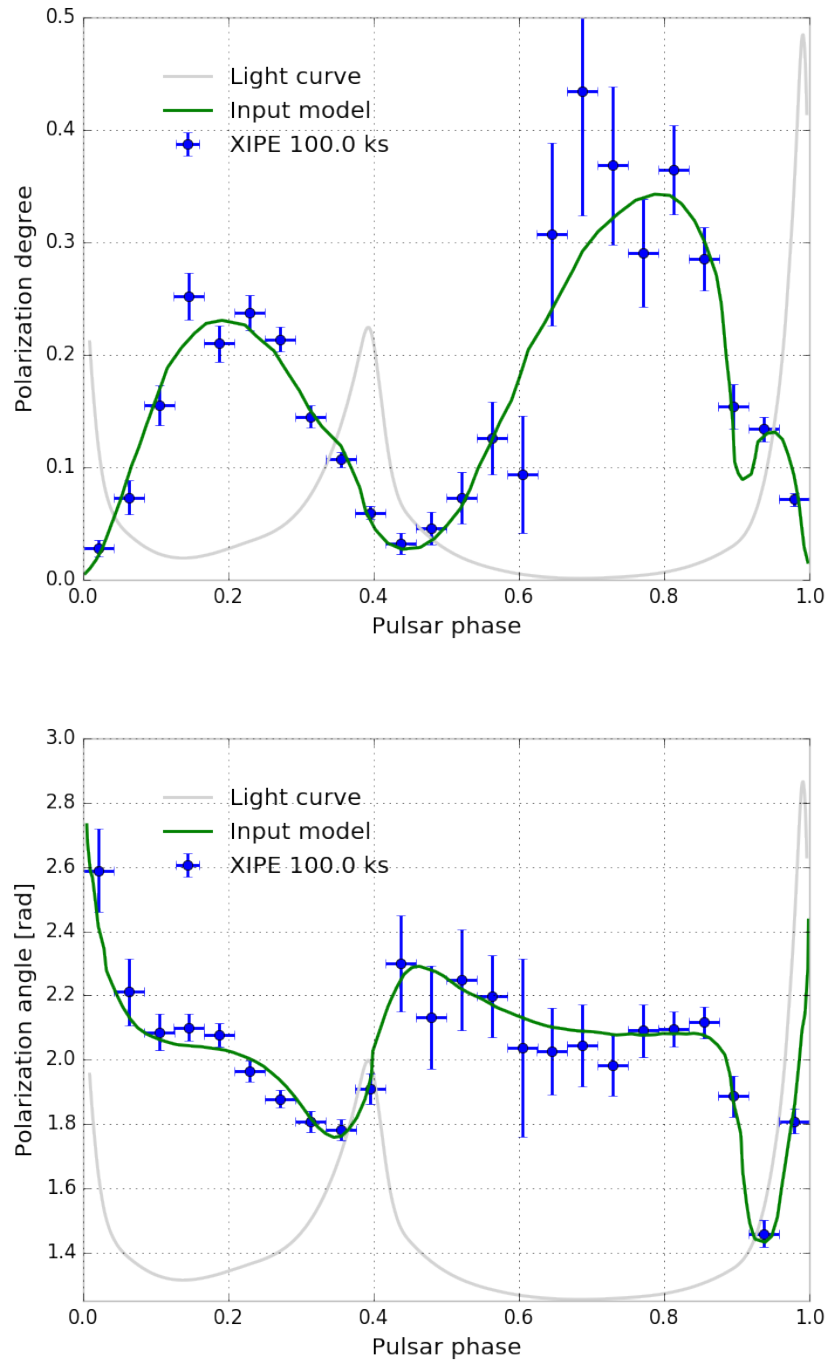 0.5
0.4
0.3
0.2
0.1
0.0
Polarization degree
Light curve
Input model
XIPE 100.0 ks
0.0 0.2 0.4 0.6 0.8 1.0
Pulsar phase
3.0
2.8
2.6
2.4
2.2
2.0
1.8
1.6
1.4
Polarization angle [rad]
Light curve
Input model
XIPE 100.0 ks
0.0 0.2 0.4 0.6 0.8 1.0
Pulsar phase